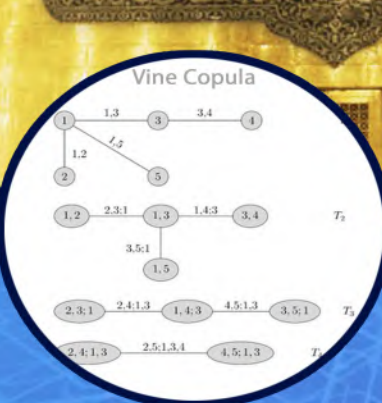 Vine Copula
1 1,3 3 3,4 4
1,2 1,5
2 5
1, 2 2,3;1 1, 3 1,4;3 3, 4 T₂
3,5;1
1, 5
2, 3; 1 2,4;1,3 1, 4; 3 4,5;1,3 3, 5; 1 T₃
2, 4; 1, 3 2,5;1,3,4 4, 5; 1, 3